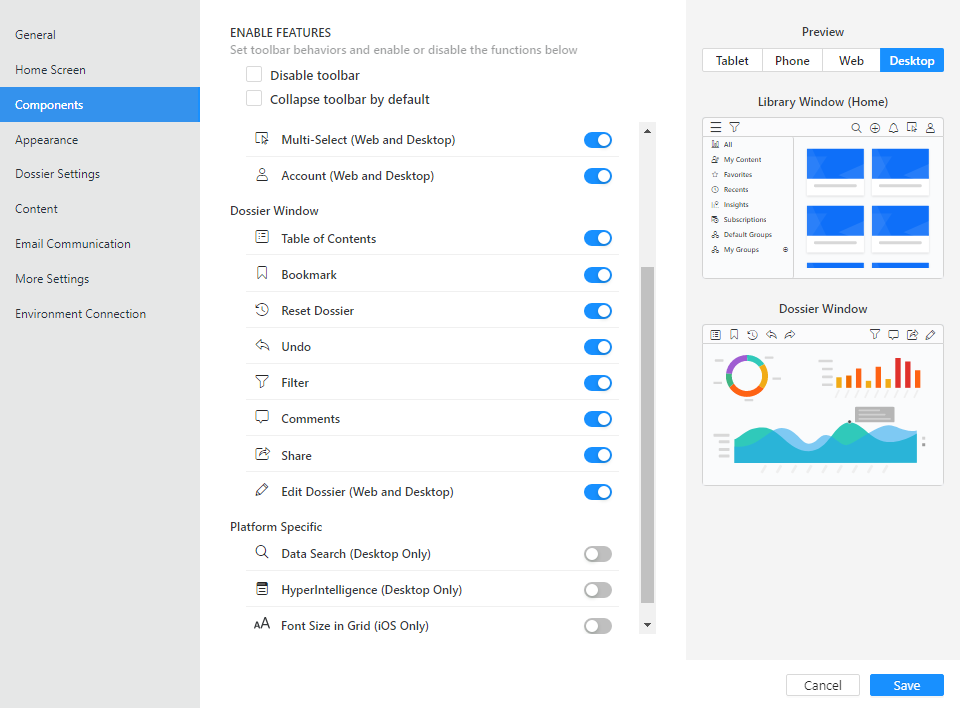 General
Home Screen
Components
Appearance
Dossier Settings
Content
Email Communication
More Settings
Environment Connection
ENABLE FEATURES
Set toolbar behaviors and enable or disable the functions below
Disable toolbar
Collapse toolbar by default
Multi-Select (Web and Desktop)
Account (Web and Desktop)
Dossier Window
Table of Contents
Bookmark
Reset Dossier
Undo
Filter
Comments
Share
Edit Dossier (Web and Desktop)
Platform Specific
Data Search (Desktop Only)
HyperIntelligence (Desktop Only)
AA Font Size in Grid (iOS Only)
Preview
Tablet Phone Web Desktop
Library Window (Home)
All
My Content
Favorites
Recents
Insights
Subscriptions
Default Groups
My Groups
Dossier Window
Cancel Save